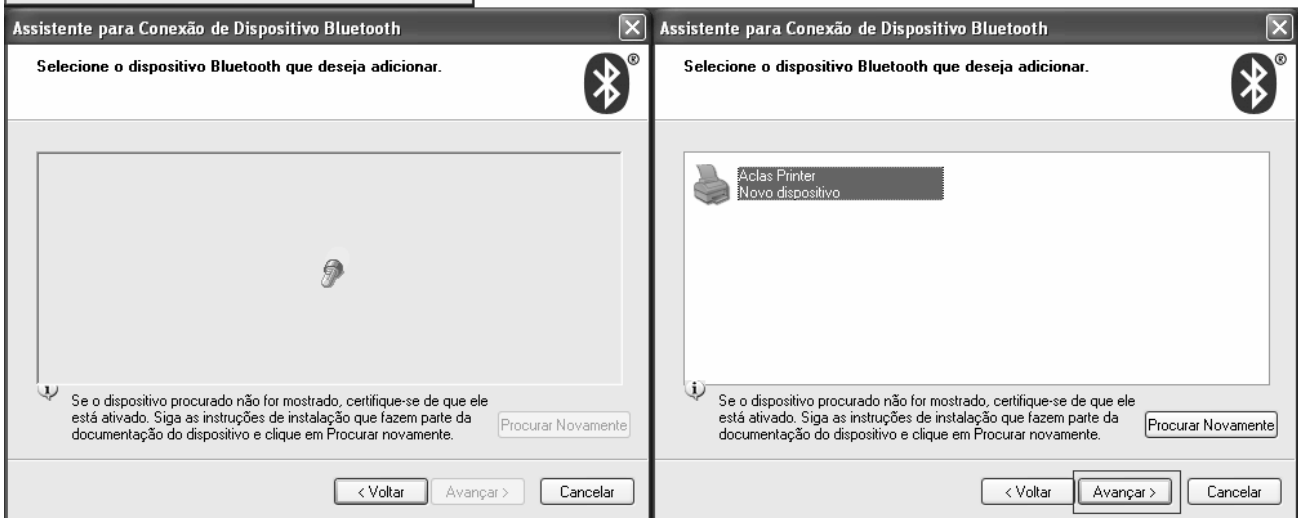 Assistente para Conexão de Dispositivo Bluetooth
Selecione o dispositivo Bluetooth que deseja adicionar.
®
Se o dispositivo procurado não for mostrado, certifique-se de que ele
está ativado. Siga as instruções de instalação que fazem parte da
documentação do dispositivo e clique em Procurar novamente.
Procurar Novamente
< Voltar
Avançar >
Cancelar
Assistente para Conexão de Dispositivo Bluetooth
Selecione o dispositivo Bluetooth que deseja adicionar.
®
Aclas Printer
Novo dispositivo
Se o dispositivo procurado não for mostrado, certifique-se de que ele
está ativado. Siga as instruções de instalação que fazem parte da
documentação do dispositivo e clique em Procurar novamente.
Procurar Novamente
< Voltar
Avançar >
Cancelar